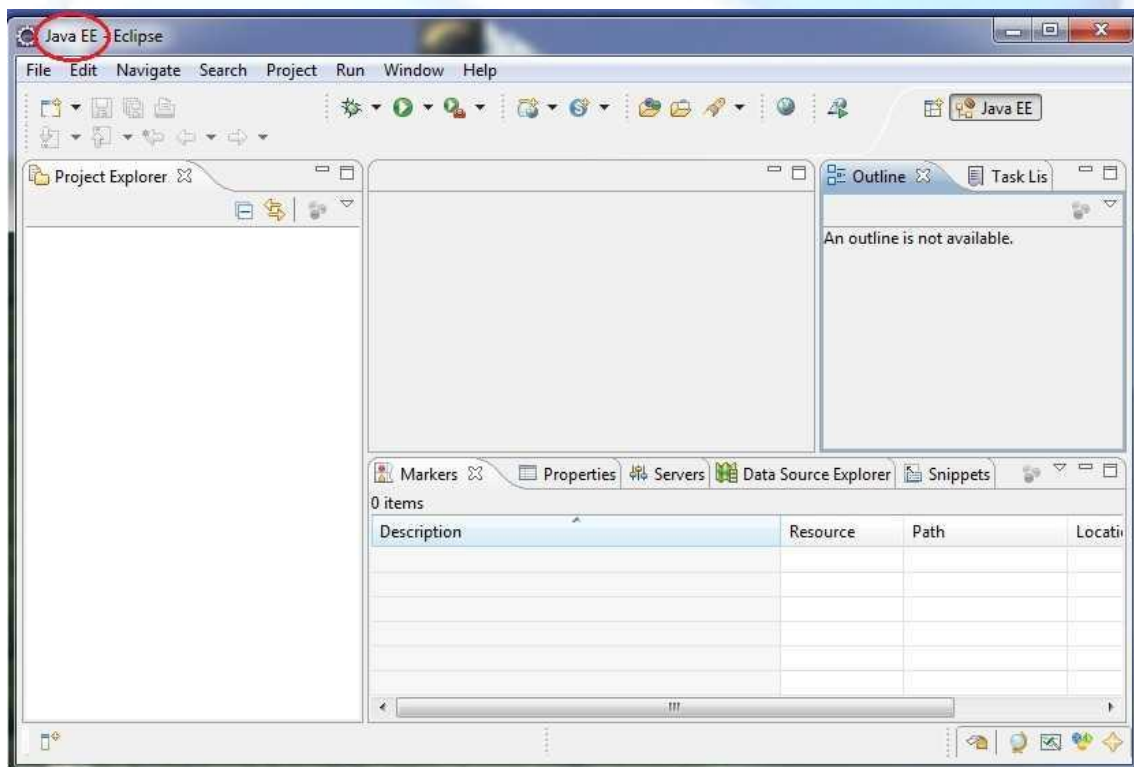 Java EE - Eclipse
File Edit Navigate Search Project Run Window Help
Java EE
Project Explorer
Outline
Task Lis
An outline is not available.
Markers
Properties
Servers
Data Source Explorer
Snippets
0 items
Description
Resource
Path
Locati